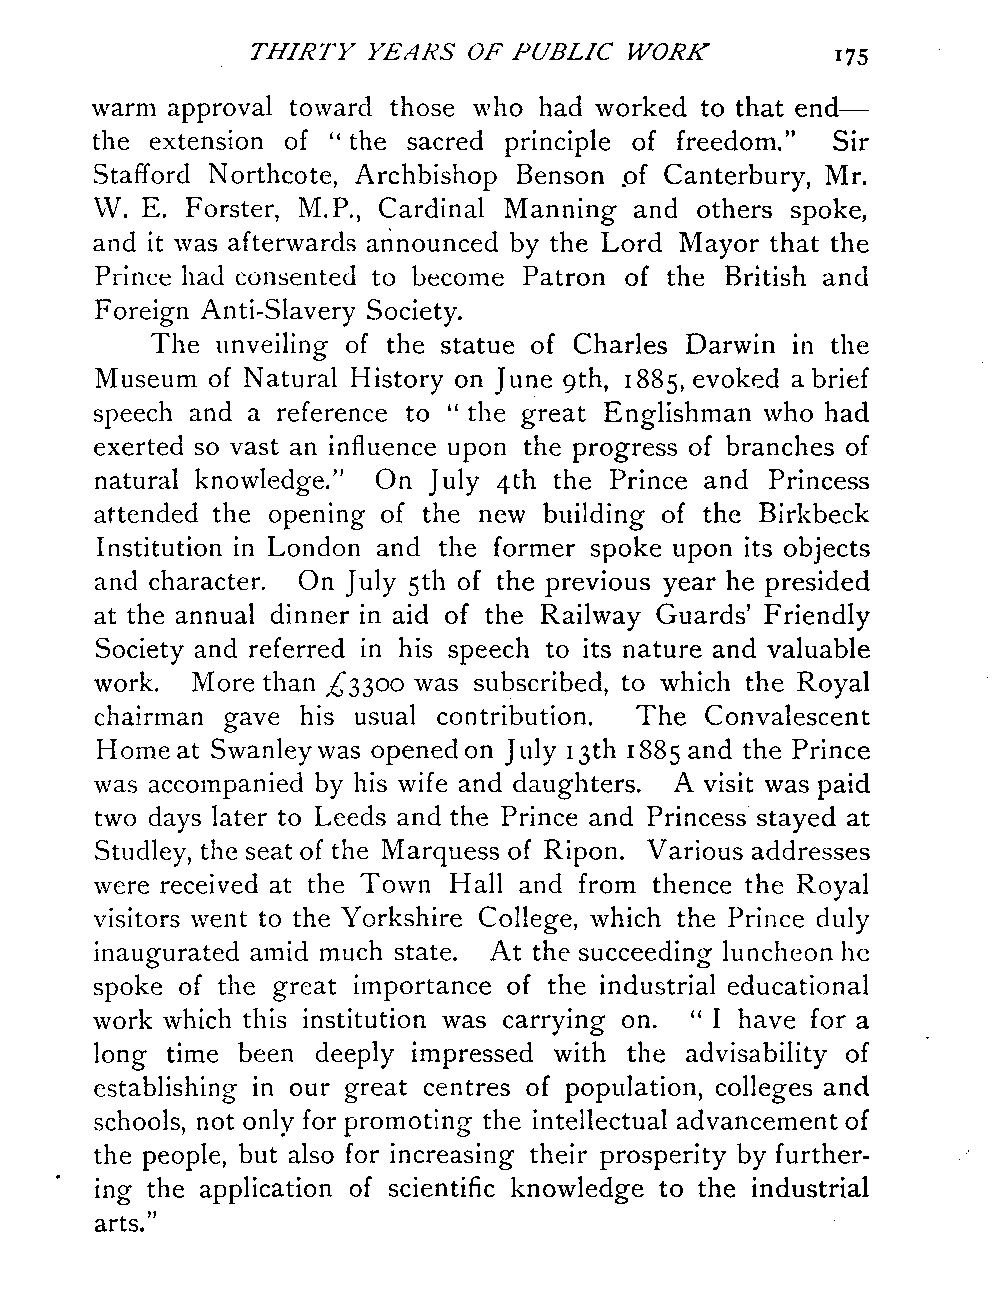 THIRTY YEARS OF PUBLIC WORK 175
warm approval toward those who had worked to that end—
the extension of “ the sacred principle of freedom.” Sir
Stafford Northcote, Archbishop Benson of Canterbury, Mr.
W. E. Forster, M.P., Cardinal Manning and others spoke,
and it was afterwards announced by the Lord Mayor that the
Prince had consented to become Patron of the British and
Foreign Anti-Slavery Society.
The unveiling of the statue of Charles Darwin in the
Museum of Natural History on June 9th, 1885, evoked a brief
speech and a reference to “ the great Englishman who had
exerted so vast an influence upon the progress of branches of
natural knowledge.” On July 4th the Prince and Princess
attended the opening of the new building of the Birkbeck
Institution in London and the former spoke upon its objects
and character. On July 5th of the previous year he presided
at the annual dinner in aid of the Railway Guards’ Friendly
Society and referred in his speech to its nature and valuable
work. More than £3300 was subscribed, to which the Royal
chairman gave his usual contribution. The Convalescent
Home at Swanley was opened on July 13th 1885 and the Prince
was accompanied by his wife and daughters. A visit was paid
two days later to Leeds and the Prince and Princess stayed at
Studley, the seat of the Marquess of Ripon. Various addresses
were received at the Town Hall and from thence the Royal
visitors went to the Yorkshire College, which the Prince duly
inaugurated amid much state. At the succeeding luncheon he
spoke of the great importance of the industrial educational
work which this institution was carrying on. “ I have for a
long time been deeply impressed with the advisability of
establishing in our great centres of population, colleges and
schools, not only for promoting the intellectual advancement of
the people, but also for increasing their prosperity by further-
ing the application of scientific knowledge to the industrial
arts.”